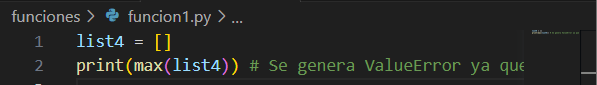 funciones > funcion1.py > ...
1 list4 = []
2 print(max(list4)) # Se genera ValueError ya que